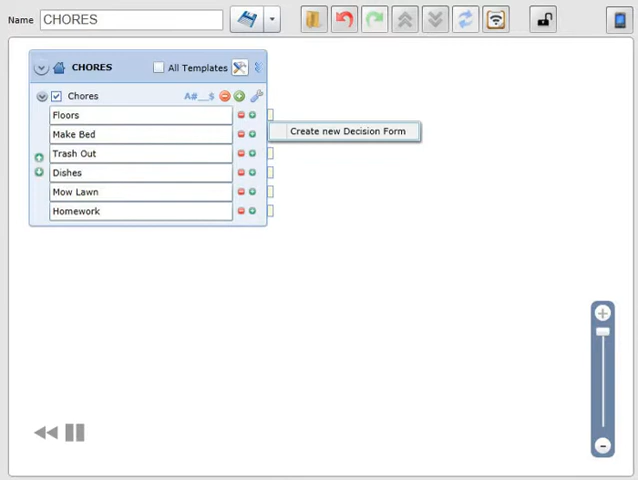 Name CHORES
CHORES All Templates
Chores A#__$
Floors
Create new Decision Form
Make Bed
Trash Out
Dishes
Mow Lawn
Homework